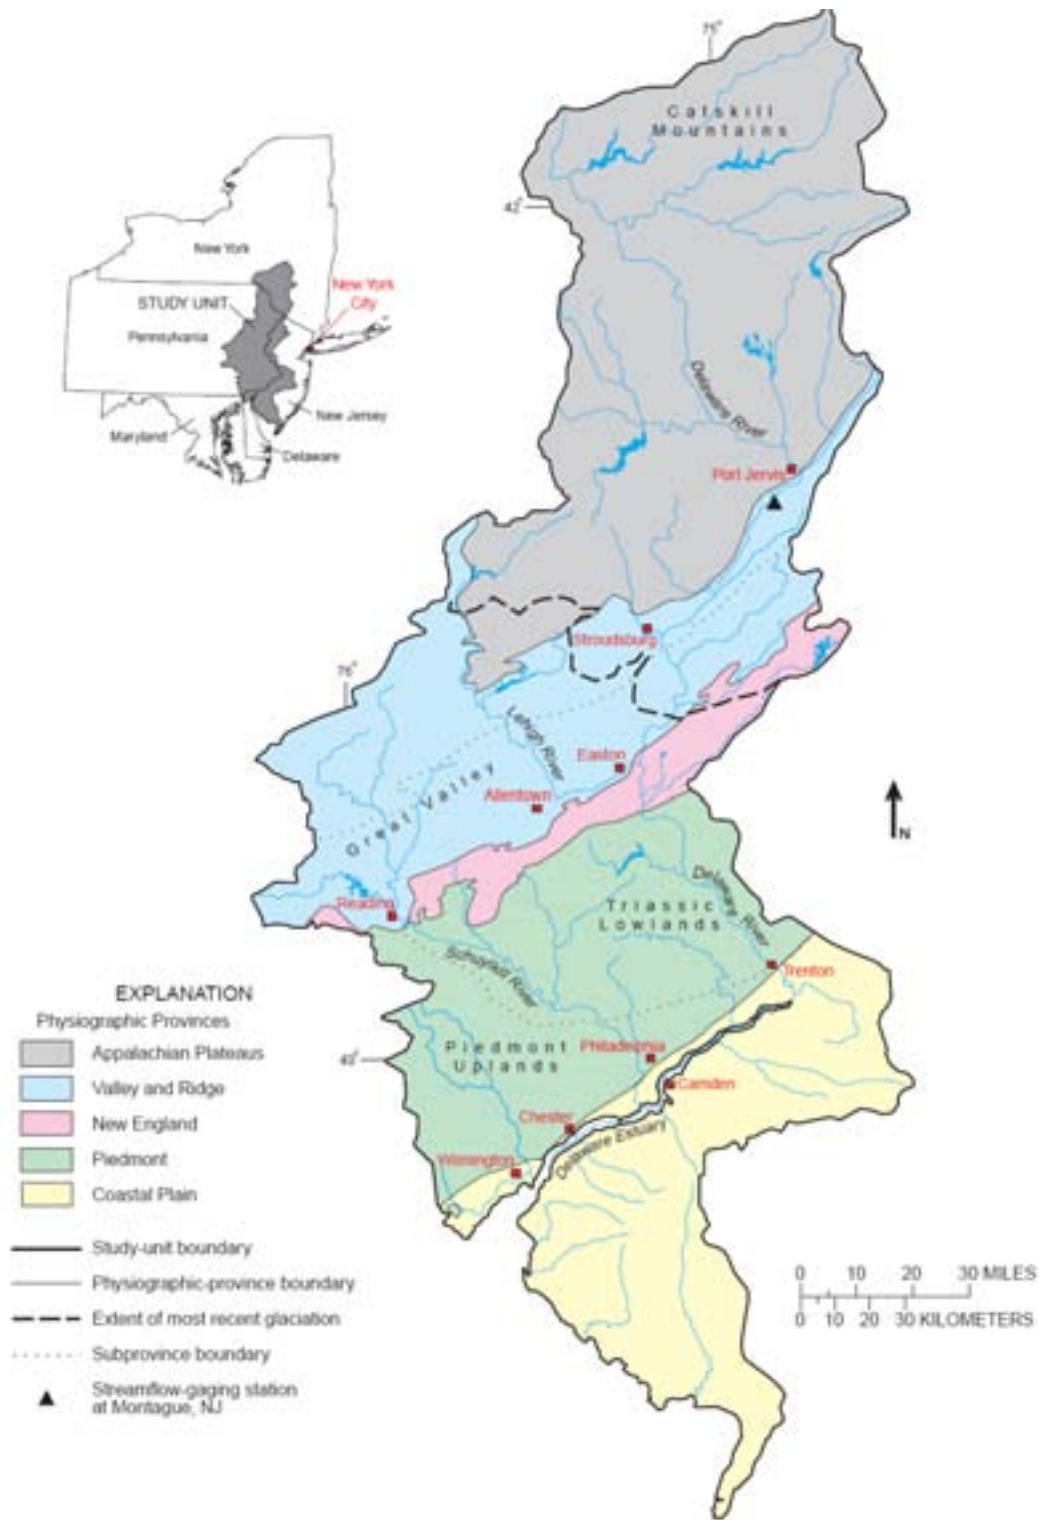 75°
Catskill
Mountains
42°
New York
New York
City
STUDY UNIT
Pennsylvania
New Jersey
Maryland
Delaware
Delaware River
Port Jervis
Stroudsburg
76°
Lehigh River
Easton
Great Valley
Allentown
N
Reading
Delaware River
Triassic
Lowlands
Schuylkill River
Trenton
40°
Piedmont
Uplands
Philadelphia
Camden
Chester
Delaware Estuary
Wilmington
EXPLANATION
Physiographic Provinces
Appalachian Plateaus
Valley and Ridge
New England
Piedmont
Coastal Plain
Study-unit boundary
Physiographic-province boundary
Extent of most recent glaciation
Subprovince boundary
Streamflow-gaging station
at Montague, NJ
0 10 20 30 MILES
0 10 20 30 KILOMETERS